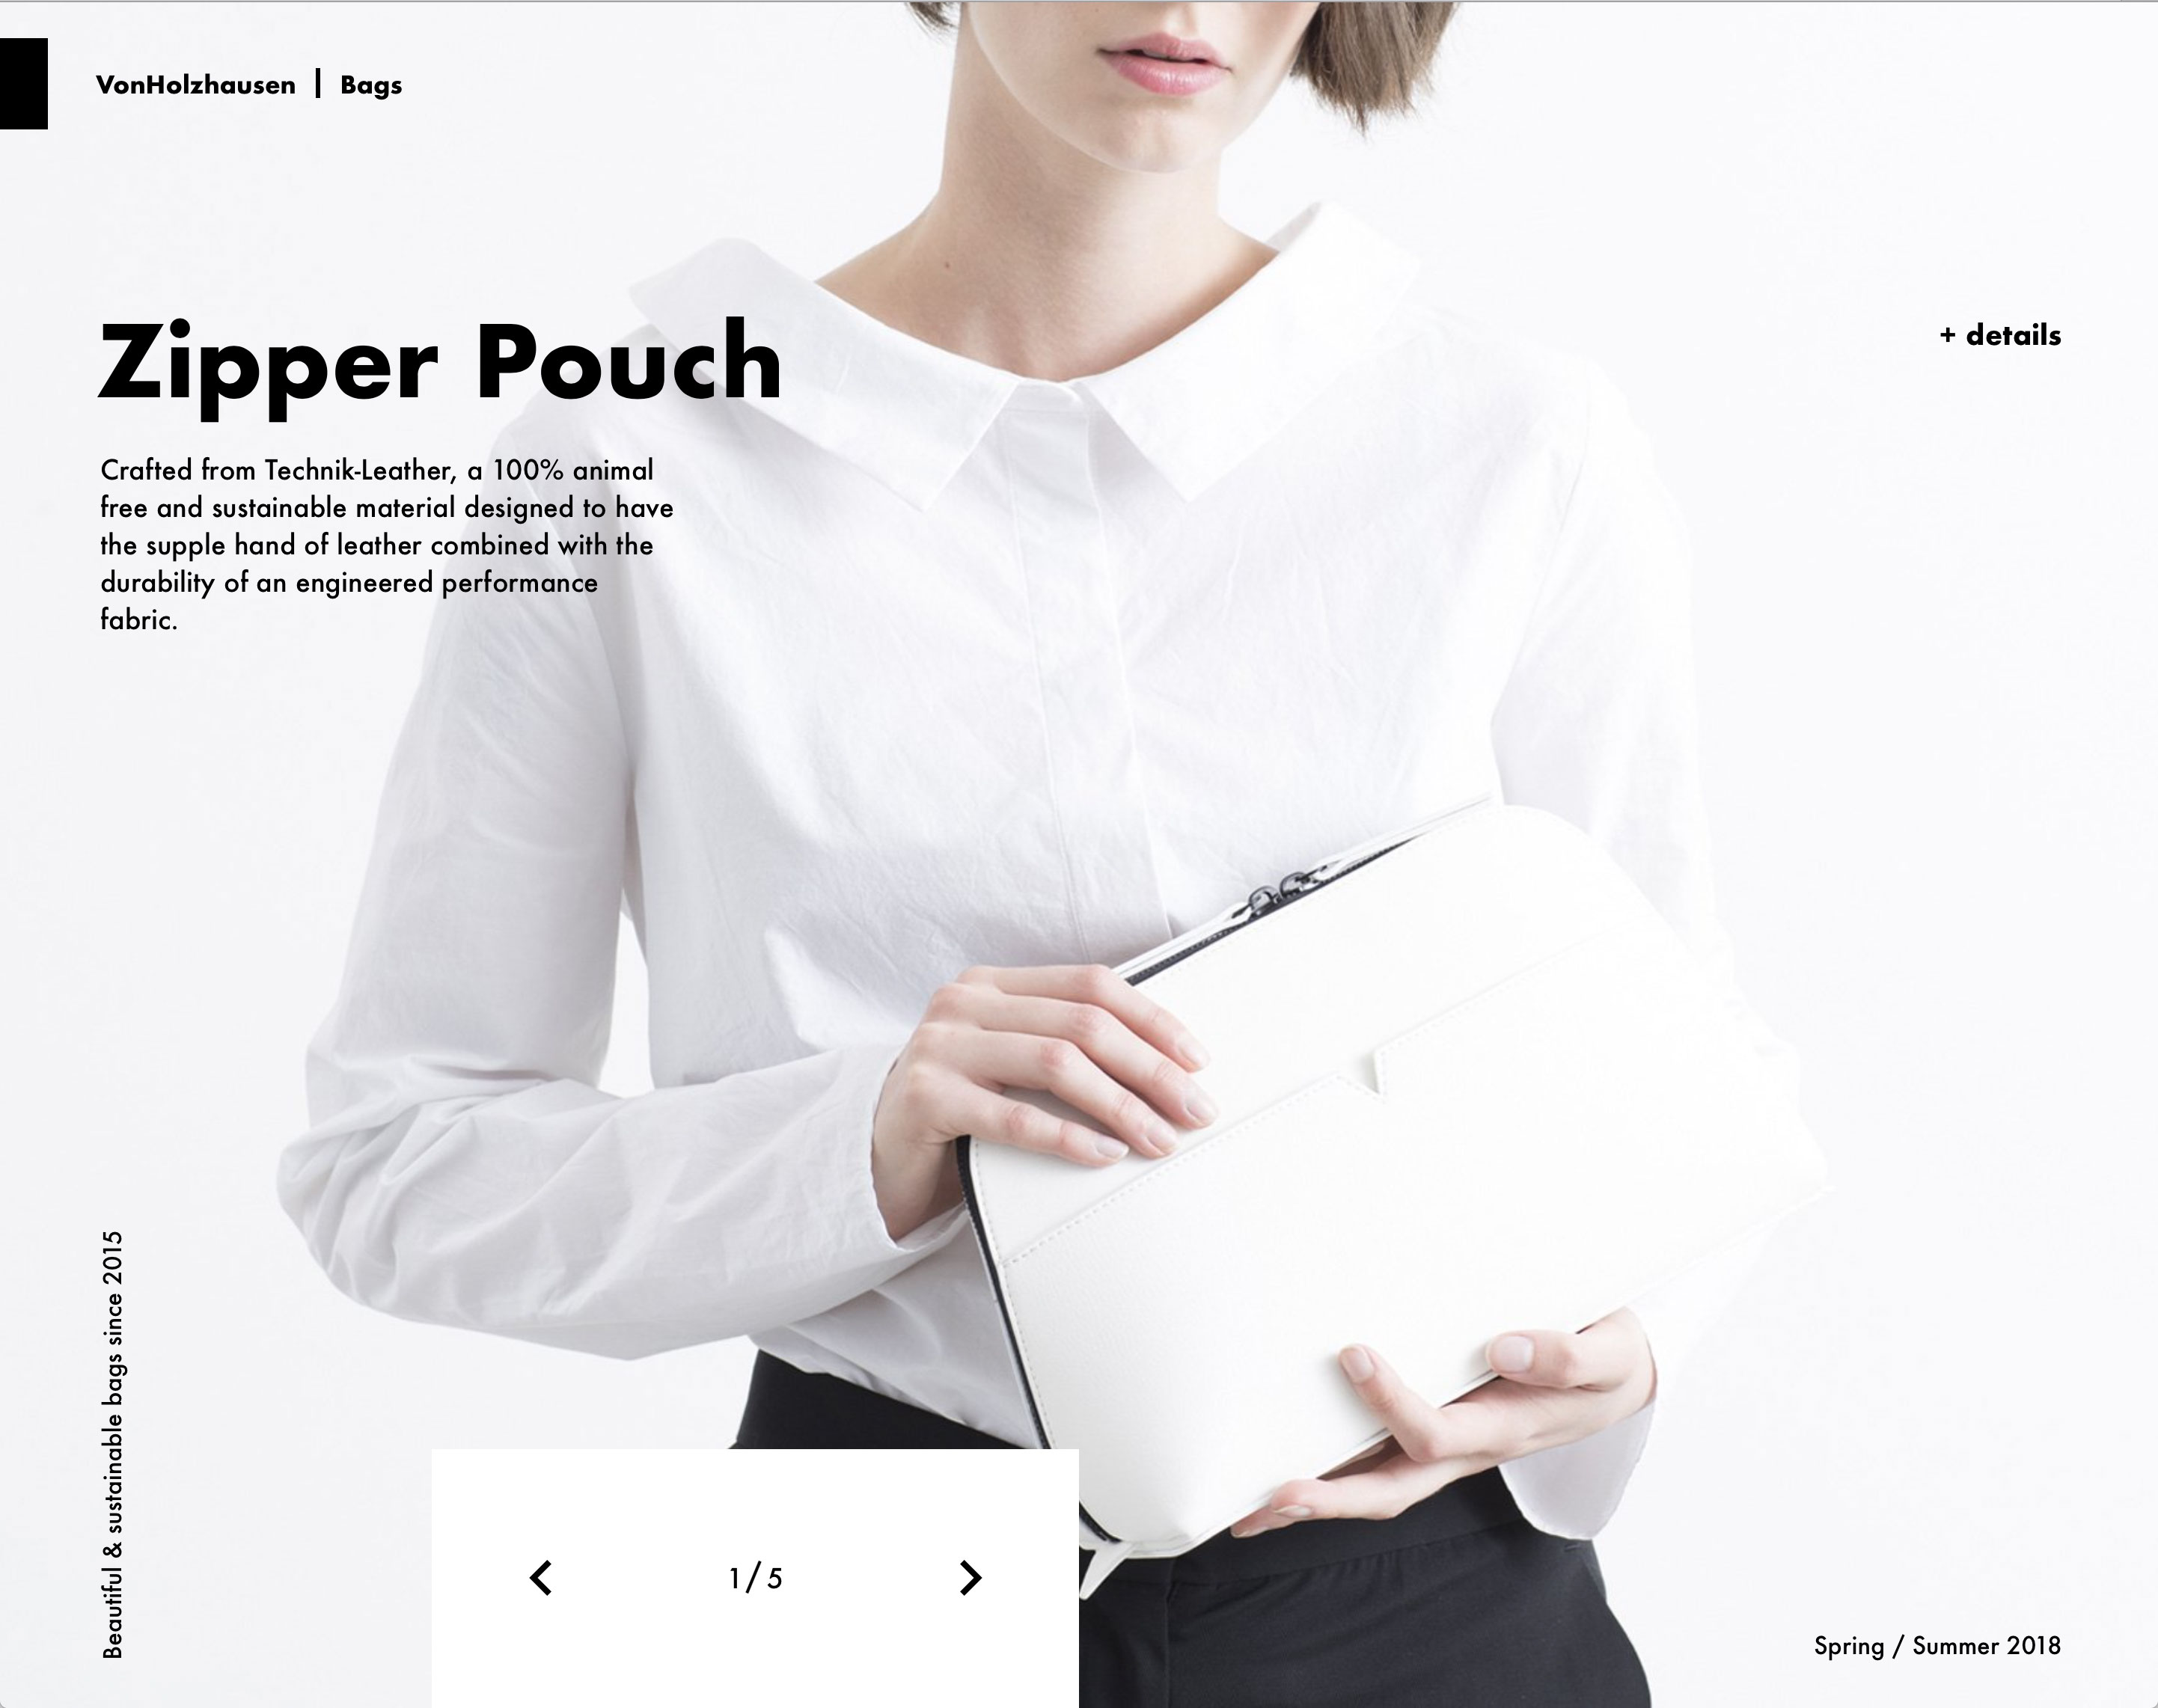 VonHolzhausen | Bags
Zipper Pouch
+ details
Crafted from Technik-Leather, a 100% animal
free and sustainable material designed to have
the supple hand of leather combined with the
durability of an engineered performance
fabric.
Beautiful & sustainable bags since 2015
1/5
Spring / Summer 2018